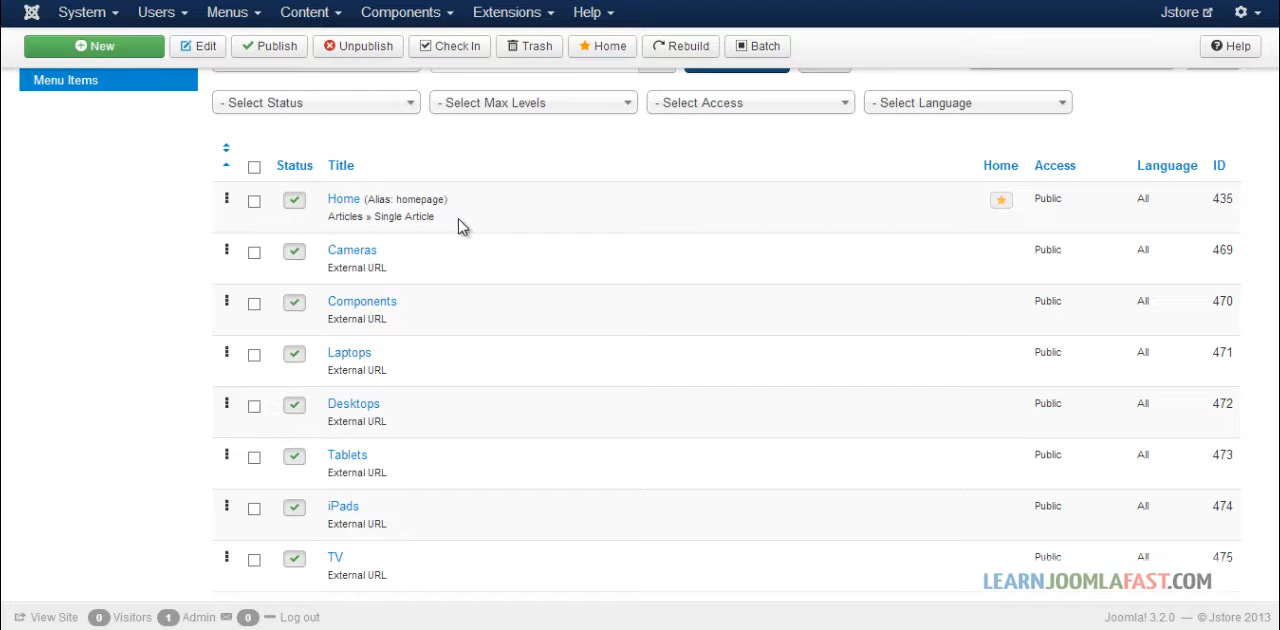 System Users Menus Content Components Extensions Help Jstore
New Edit Publish Unpublish Check In Trash Home Rebuild Batch Help
Menu Items
- Select Status - Select Max Levels - Select Access - Select Language
Status Title Home Access Language ID
Home (Alias: homepage) Public All 435
Articles » Single Article
Cameras Public All 469
External URL
Components Public All 470
External URL
Laptops Public All 471
External URL
Desktops Public All 472
External URL
Tablets Public All 473
External URL
iPads Public All 474
External URL
TV Public All 475
External URL
LEARNJOOMLAFAST.COM
View Site 0 Visitors 1 Admin 0 Log out Joomla! 3.2.0 — © Jstore 2013